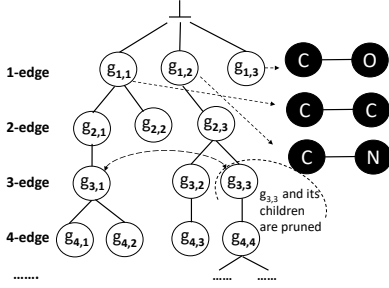 1-edge g1,1 g1,2 g1,3 C O
C C
2-edge g2,1 g2,2 g2,3
C N
3-edge g3,1 g3,2 g3,3
g3,3 and its
children
are pruned
4-edge g4,1 g4,2 g4,3 g4,4
....... ...... ......